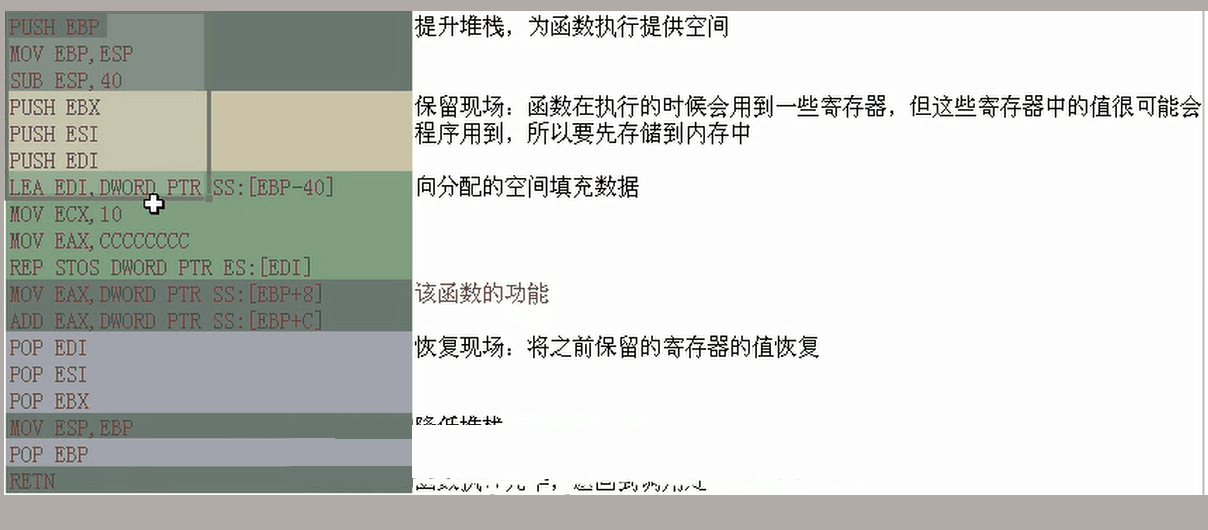 PUSH EBP 提升堆栈，为函数执行提供空间
MOV EBP,ESP
SUB ESP,40
PUSH EBX 保留现场：函数在执行的时候会用到一些寄存器，但这些寄存器中的值很可能会
PUSH ESI 程序用到，所以要先存储到内存中
PUSH EDI
LEA EDI,DWORD PTR SS:[EBP-40] 向分配的空间填充数据
MOV ECX,10
MOV EAX,CCCCCCCC
REP STOS DWORD PTR ES:[EDI]
MOV EAX,DWORD PTR SS:[EBP+8] 该函数的功能
ADD EAX,DWORD PTR SS:[EBP+C]
POP EDI 恢复现场：将之前保留的寄存器的值恢复
POP ESI
POP EBX
MOV ESP,EBP
POP EBP
RETN